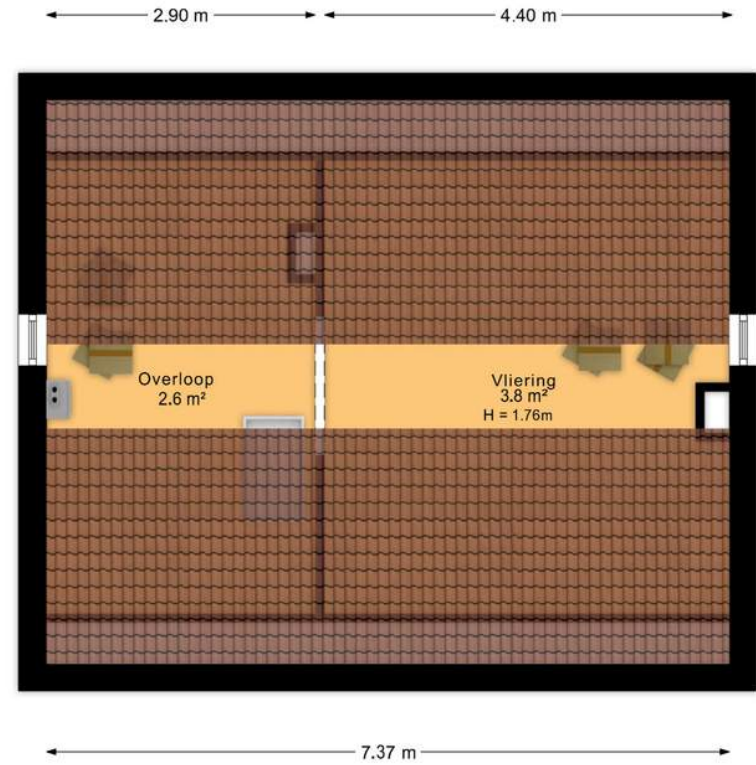 2.90 m
4.40 m
Overloop
2.6 m²
Vliering
3.8 m²
H = 1.76m
7.37 m